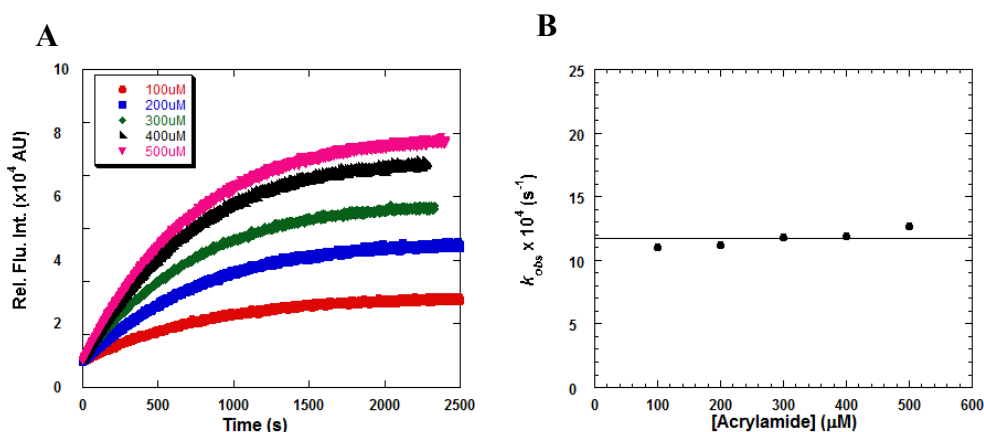 A
Rel. Flu. Int. (x10⁴ AU)
10
8
6
4
2
0
100uM
200uM
300uM
400uM
500uM
0 500 1000 1500 2000 2500
Time (s)
B
k_obs x 10⁴ (s⁻¹)
25
20
15
10
5
0
0 100 200 300 400 500 600
[Acrylamide] (μM)